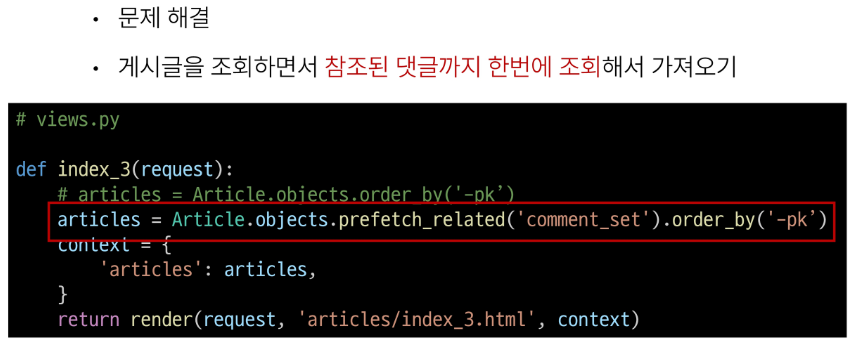 • 문제 해결
• 게시글을 조회하면서 참조된 댓글까지 한번에 조회해서 가져오기
# views.py
def index_3(request):
    # articles = Article.objects.order_by('-pk’)
    articles = Article.objects.prefetch_related('comment_set').order_by('-pk’)
    context = {
        'articles': articles,
    }
    return render(request, 'articles/index_3.html', context)